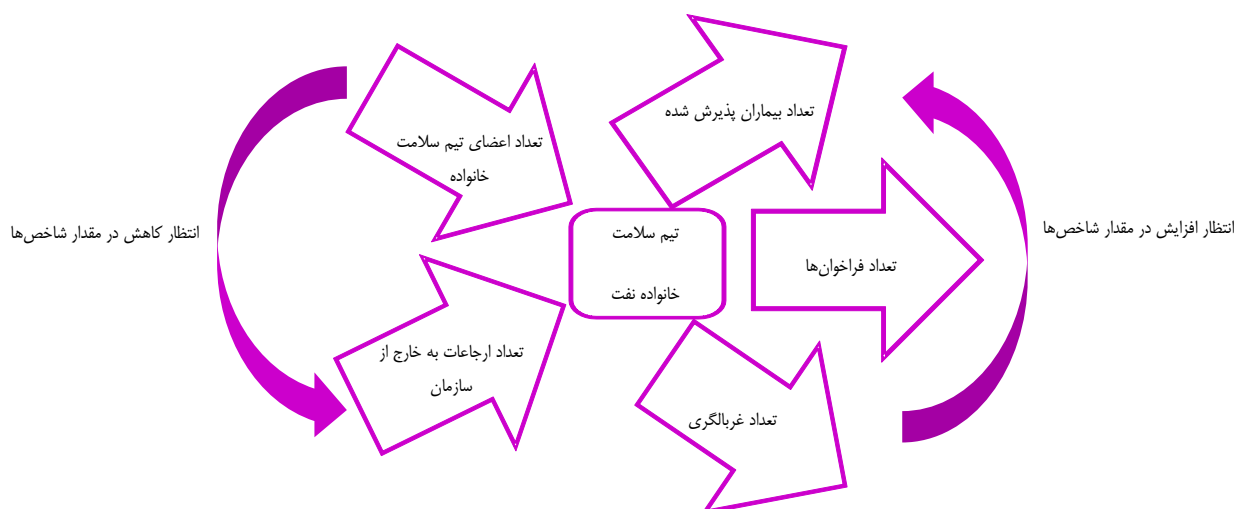 تعداد بیماران پذیرش شده
تعداد اعضای تیم سلامت
خانواده
انتظار افزایش در مقدار شاخص‌ها
تیم سلامت
خانواده نفت
انتظار کاهش در مقدار شاخص‌ها
تعداد فراخوان‌ها
تعداد ارجاعات به خارج از
سازمان
تعداد غربالگری